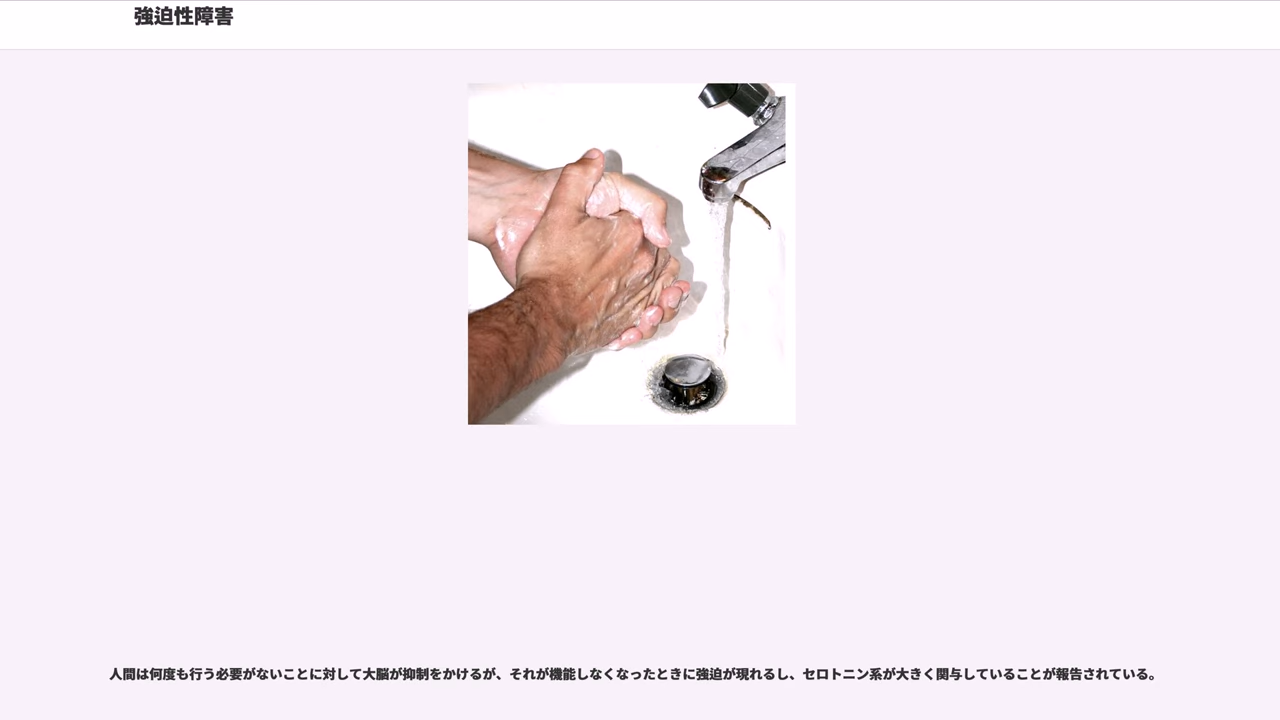 強迫性障害
人間は何度も行う必要がないことに対して大脳が抑制をかけるが、それが機能しなくなったときに強迫が現れるし、セロトニン系が大きく関与していることが報告されている。